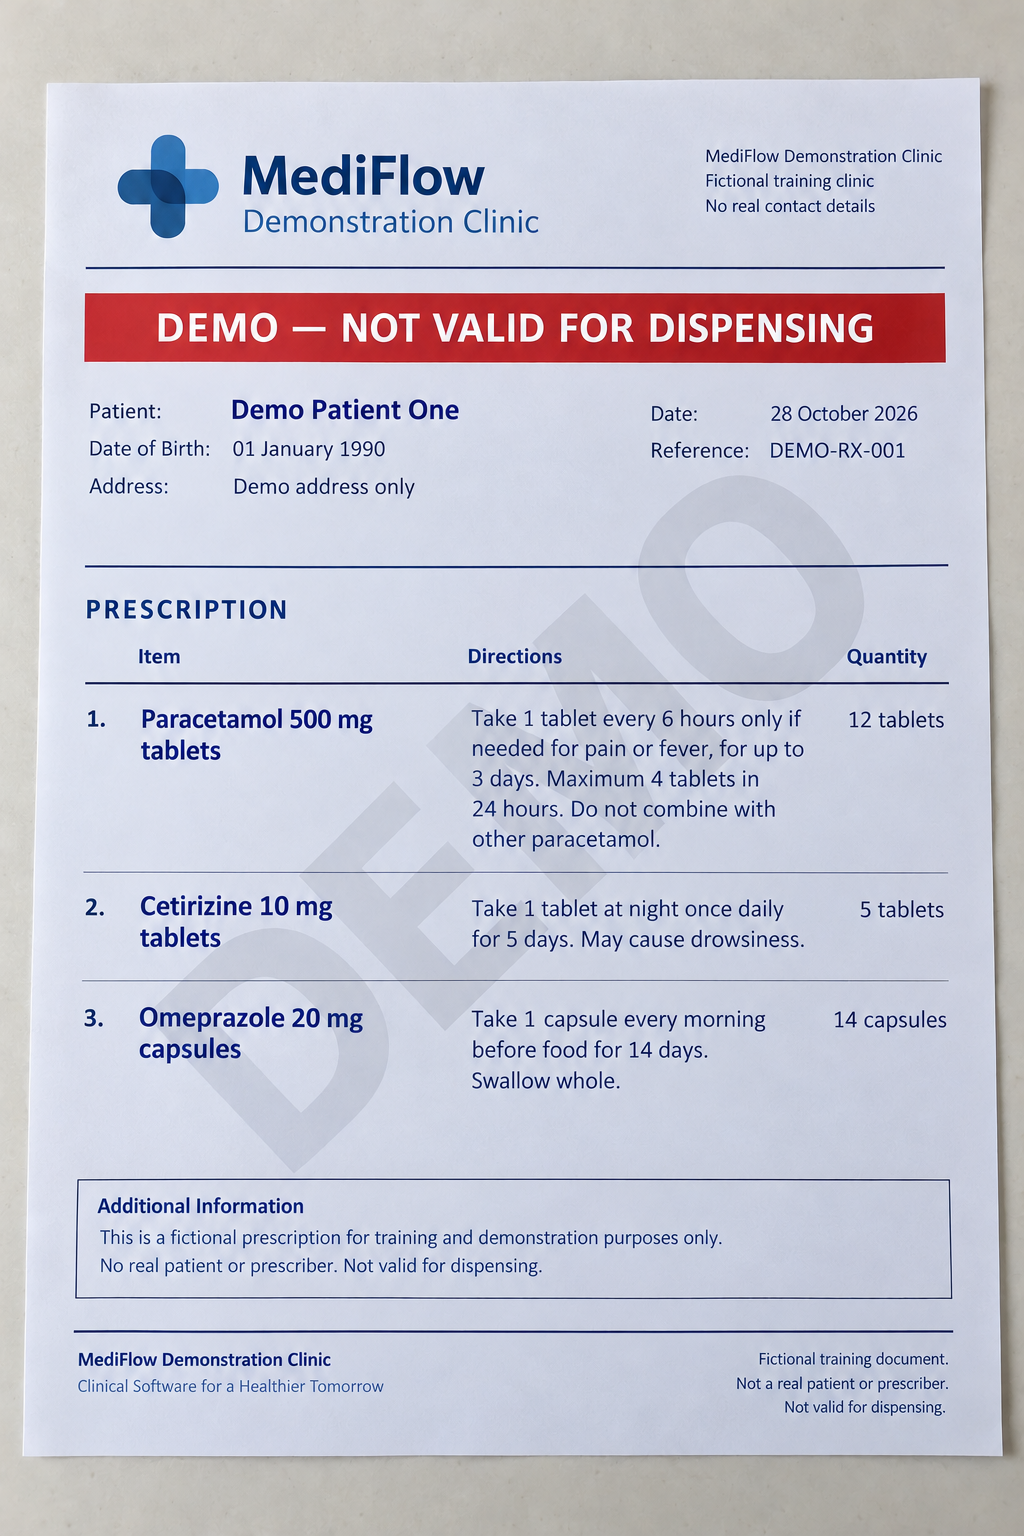 MediFlow
Demonstration Clinic
MediFlow Demonstration Clinic
Fictional training clinic
No real contact details
DEMO — NOT VALID FOR DISPENSING
Patient: Demo Patient One
Date of Birth: 01 January 1990
Address: Demo address only
Date: 28 October 2026
Reference: DEMO-RX-001
PRESCRIPTION
Item Directions Quantity
1. Paracetamol 500 mg
tablets
Take 1 tablet every 6 hours only if
needed for pain or fever, for up to
3 days. Maximum 4 tablets in
24 hours. Do not combine with
other paracetamol.
12 tablets
2. Cetirizine 10 mg
tablets
Take 1 tablet at night once daily
for 5 days. May cause drowsiness.
5 tablets
3. Omeprazole 20 mg
capsules
Take 1 capsule every morning
before food for 14 days.
Swallow whole.
14 capsules
DEMO
Additional Information
This is a fictional prescription for training and demonstration purposes only.
No real patient or prescriber. Not valid for dispensing.
MediFlow Demonstration Clinic
Clinical Software for a Healthier Tomorrow
Fictional training document.
Not a real patient or prescriber.
Not valid for dispensing.